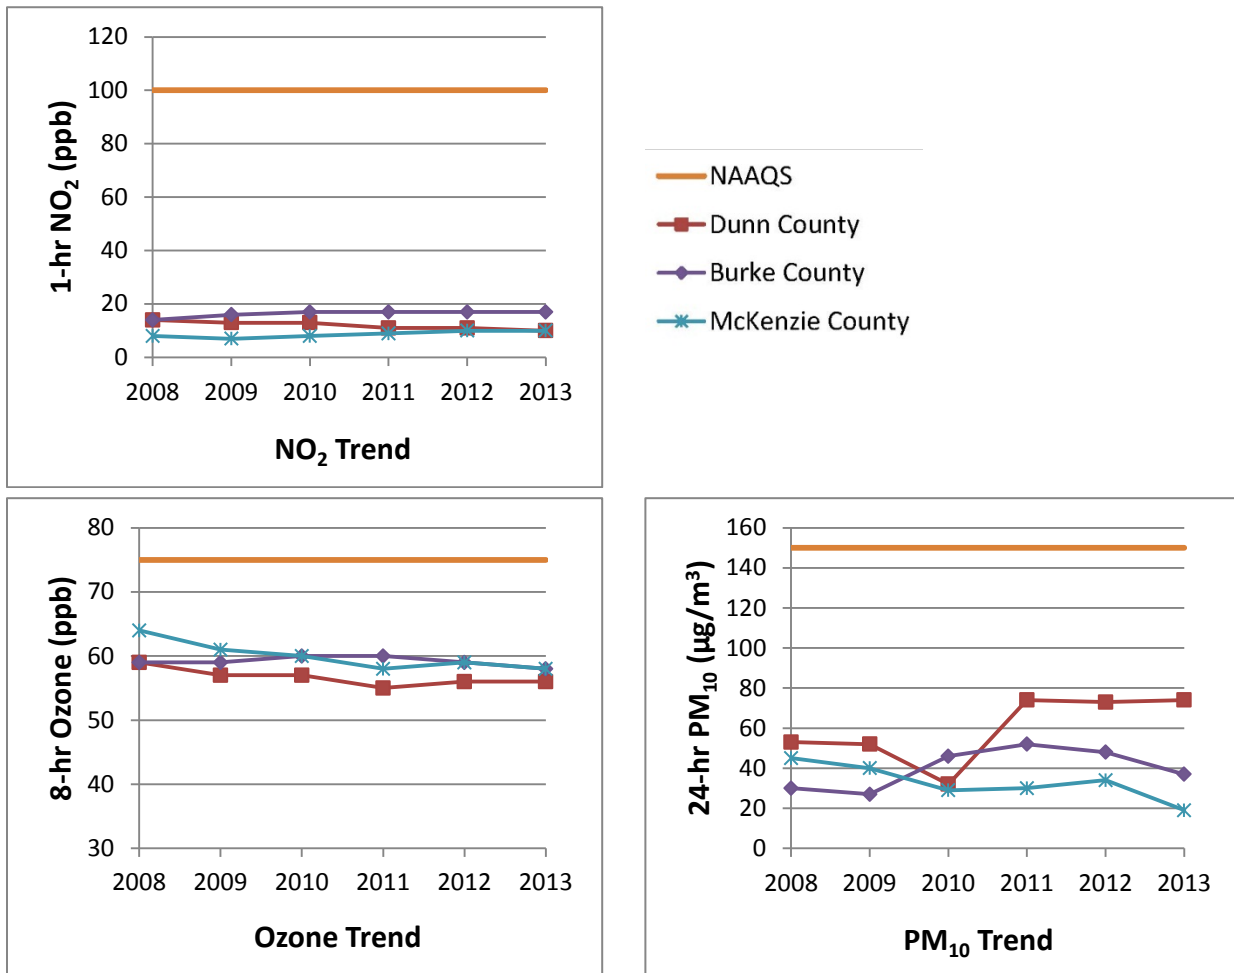 120
100
80
60
40
20
0
2008 2009 2010 2011 2012 2013
1-hr NO₂ (ppb)
NO₂ Trend
NAAQS
Dunn County
Burke County
McKenzie County
80
70
60
50
40
30
2008 2009 2010 2011 2012 2013
8-hr Ozone (ppb)
Ozone Trend
160
140
120
100
80
60
40
20
0
2008 2009 2010 2011 2012 2013
24-hr PM₁₀ (µg/m³)
PM₁₀ Trend